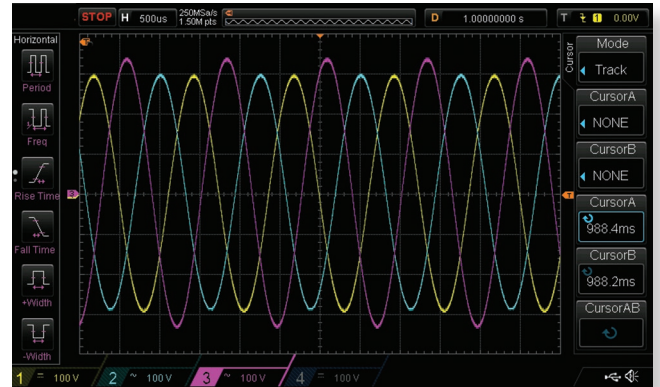 STOP H 500us 250MSa/s 1.50M pts D 1.00000000 s T 1 0.00V
Horizontal
Period
Freq
Rise Time
Fall Time
+Width
-Width
T
3
T
Cursor
Mode
Track
CursorA
NONE
CursorB
NONE
CursorA
988.4ms
CursorB
988.2ms
CursorAB
1 = 100 V 2 ~ 100 V 3 ~ 100 V 4 = 100 V